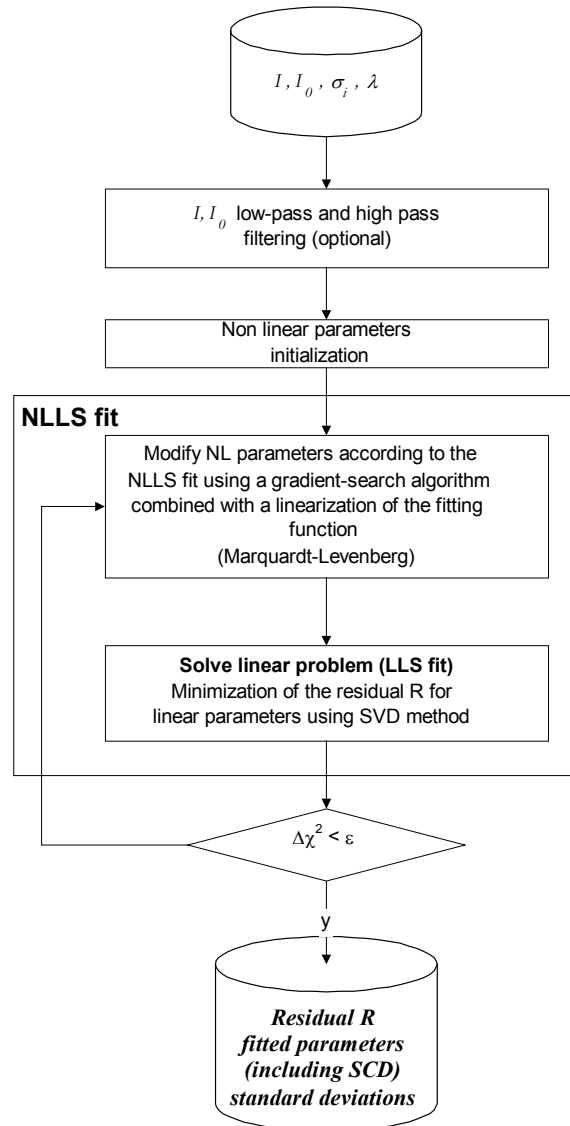 I, I₀, σᵢ, λ
I, I₀ low-pass and high pass
filtering (optional)
Non linear parameters
initialization
NLLS fit
Modify NL parameters according to the
NLLS fit using a gradient-search algorithm
combined with a linearization of the fitting
function
(Marquardt-Levenberg)
Solve linear problem (LLS fit)
Minimization of the residual R for
linear parameters using SVD method
Δχ² < ε
y
Residual R
fitted parameters
(including SCD)
standard deviations